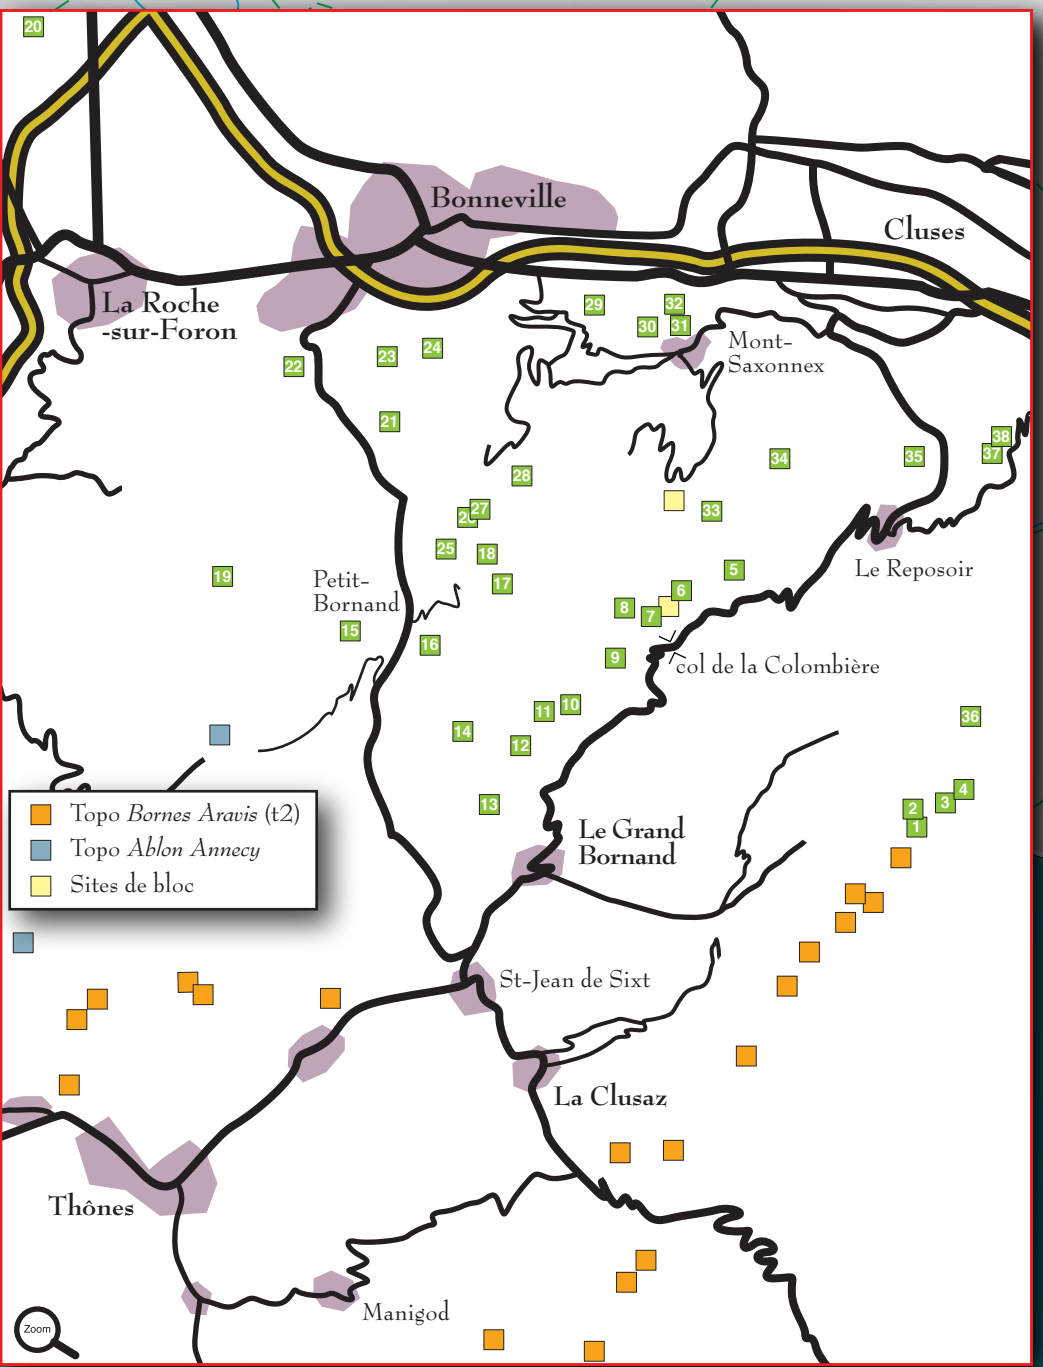 20
Bonneville
Cluses
La Roche
-sur-Foron
29
32
30
31
Mont-
Saxonnex
22
23
24
21
28
34
35
38
37
27
26
33
25
18
17
19
Petit-
Bornand
15
16
5
6
8
7
Le Reposoir
9
col de la Colombière
11
10
14
12
13
36
4
3
2
1
Topo Bornes Aravis (t2)
Topo Ablon Annecy
Sites de bloc
Le Grand
Bornand
St-Jean de Sixt
La Clusaz
Thônes
Manigod
Zoom